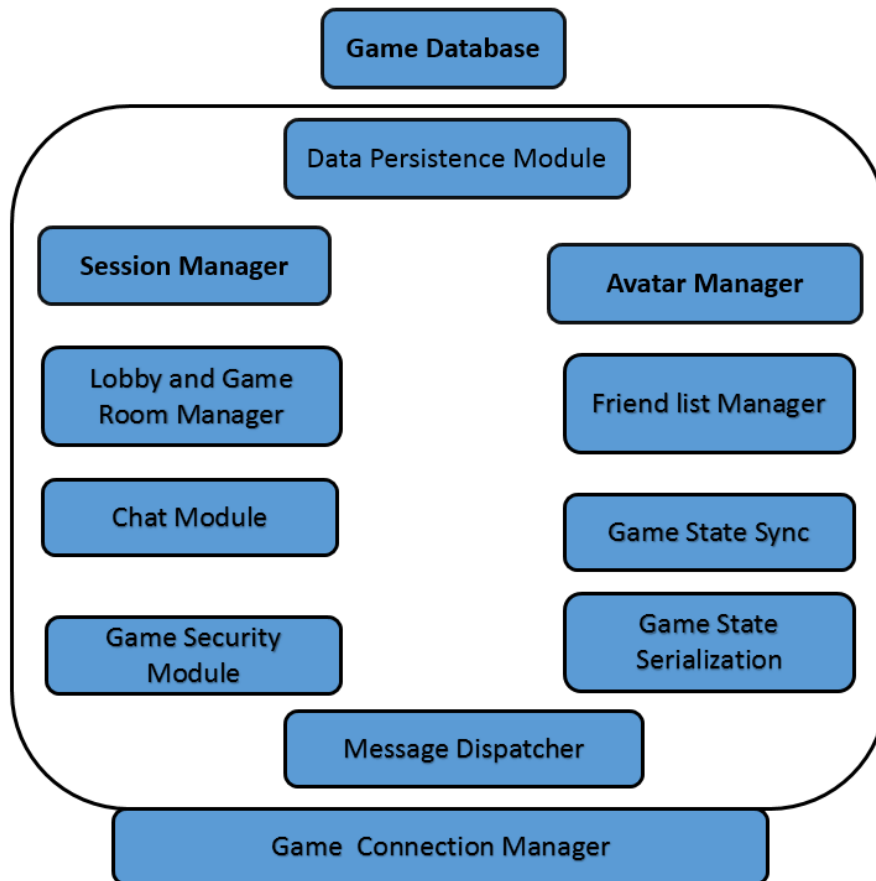 Game Database
Data Persistence Module
Session Manager
Avatar Manager
Lobby and Game
Room Manager
Friend list Manager
Chat Module
Game State Sync
Game Security
Module
Game State
Serialization
Message Dispatcher
Game  Connection Manager